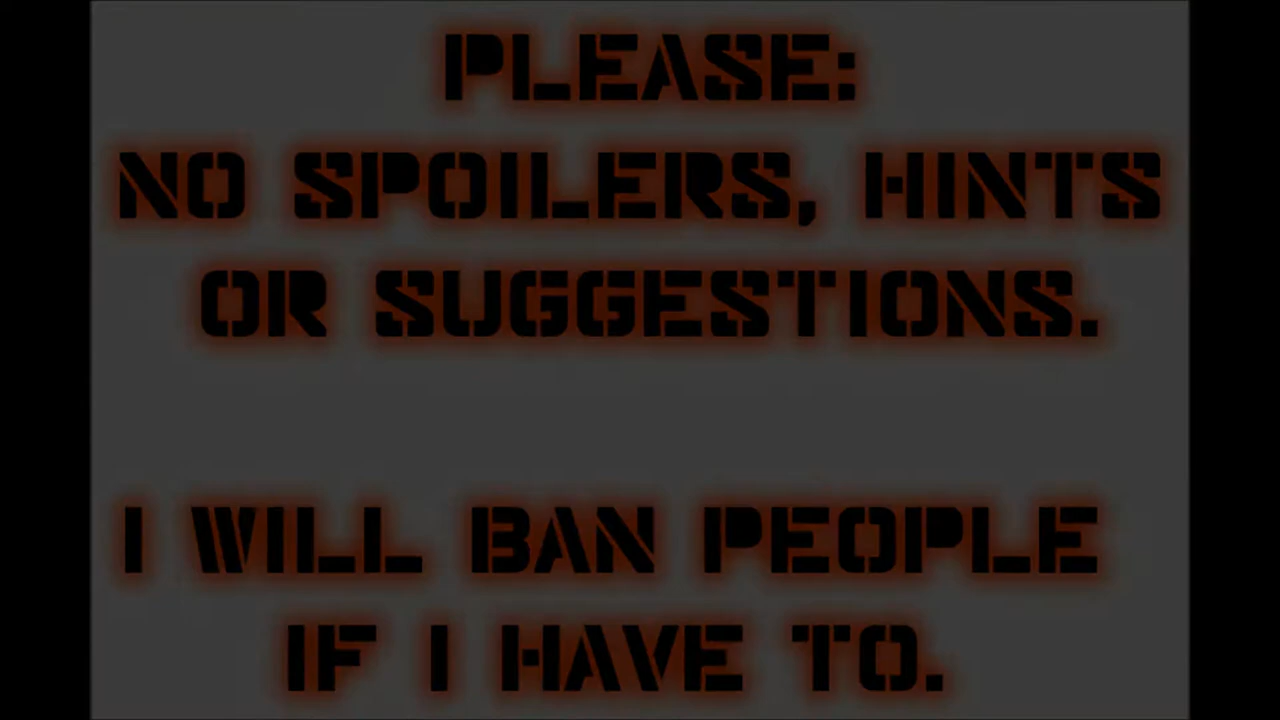 PLEASE:
NO SPOILERS, HINTS
OR SUGGESTIONS.
I WILL BAN PEOPLE
IF I HAVE TO.